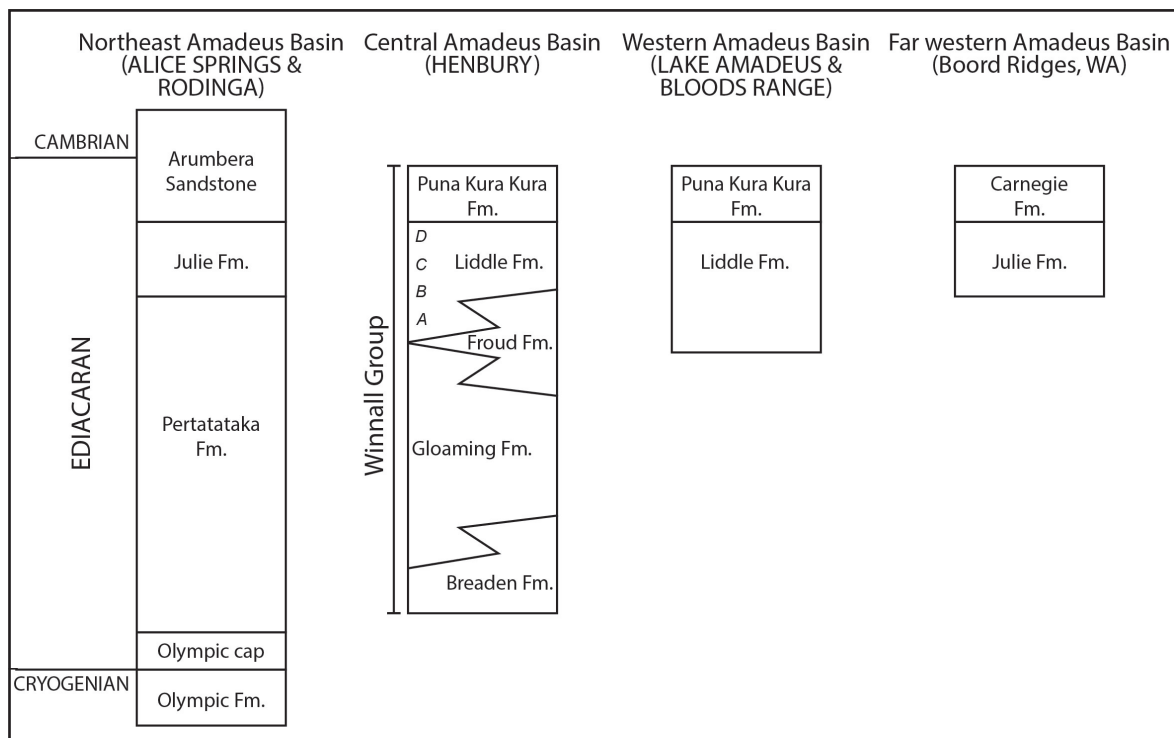 Northeast Amadeus Basin
(ALICE SPRINGS &
RODINGA)
Central Amadeus Basin
(HENBURY)
Western Amadeus Basin
(LAKE AMADEUS &
BLOODS RANGE)
Far western Amadeus Basin
(Boord Ridges, WA)
CAMBRIAN
EDIACARAN
CRYOGENIAN
Arumbera
Sandstone
Julie Fm.
Pertatataka
Fm.
Olympic cap
Olympic Fm.
Winnall Group
Puna Kura Kura
Fm.
D
C
B
A
Liddle Fm.
Froud Fm.
Gloaming Fm.
Breaden Fm.
Puna Kura Kura
Fm.
Liddle Fm.
Carnegie
Fm.
Julie Fm.